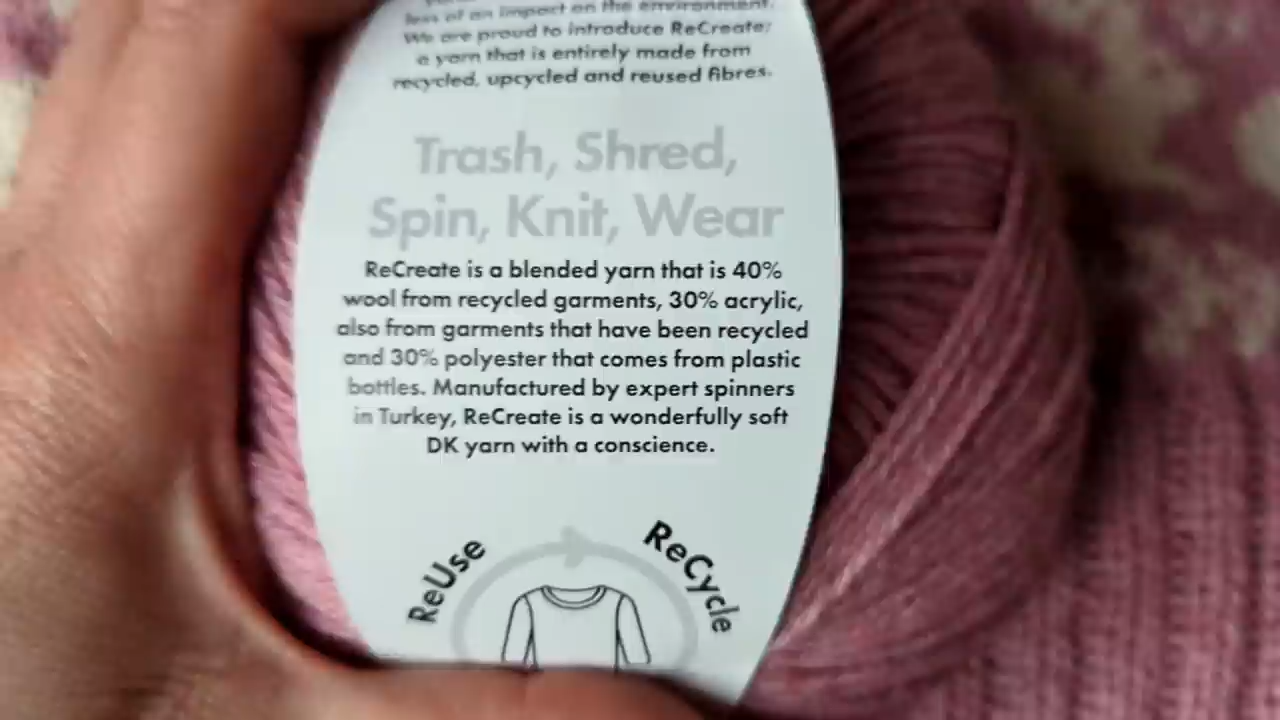 less of an impact on the environment.
We are proud to introduce ReCreate;
a yarn that is entirely made from
recycled, upcycled and reused fibres.
Trash, Shred,
Spin, Knit, Wear
ReCreate is a blended yarn that is 40%
wool from recycled garments, 30% acrylic,
also from garments that have been recycled
and 30% polyester that comes from plastic
bottles. Manufactured by expert spinners
in Turkey, ReCreate is a wonderfully soft
DK yarn with a conscience.
ReUse
ReCycle